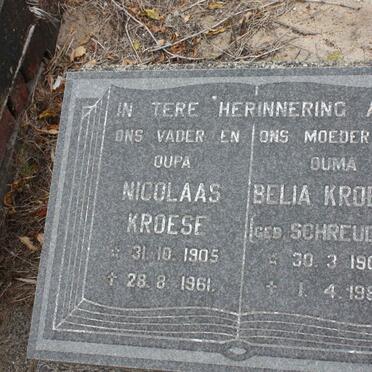 IN TERE HERINNERING A
ONS VADER EN
OUPA
NICOLAAS
KROESE
☆ 31.10.1905
✝ 28.8.1961.
ONS MOEDER
OUMA
BELIA KROE
(GEB. SCHREUD
☆ 30.3.190
✝ 1.4.19